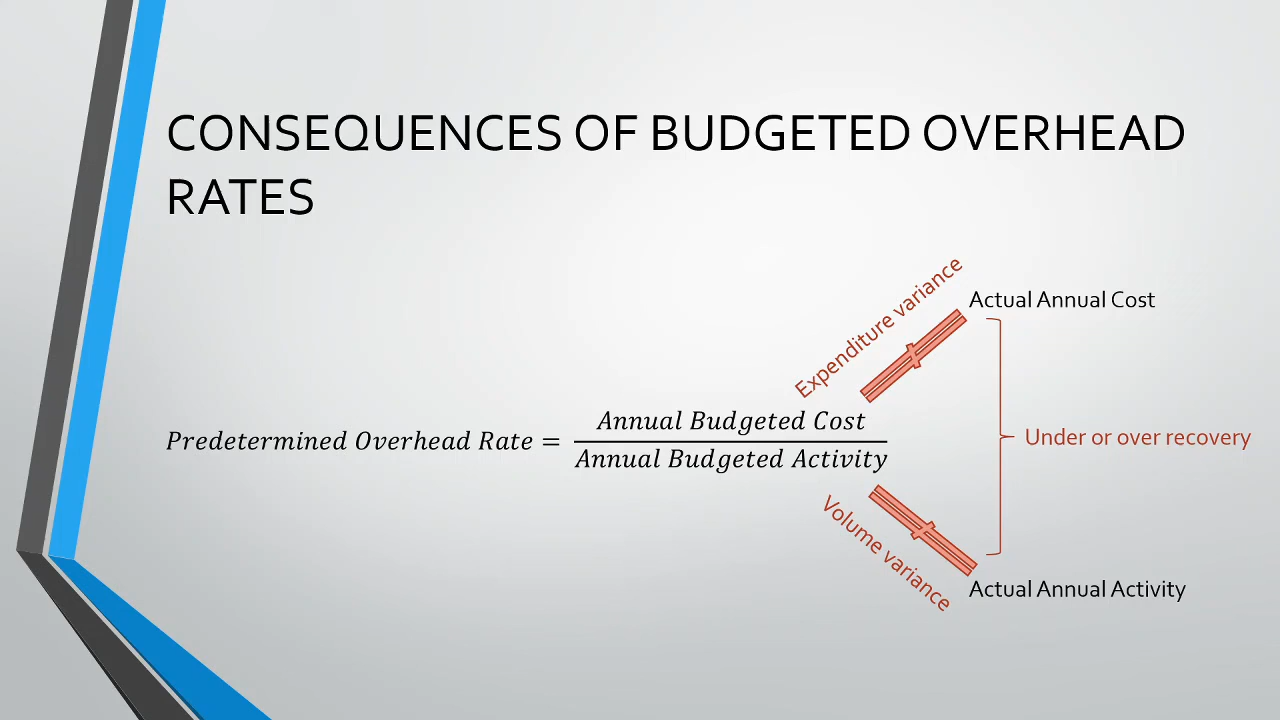 CONSEQUENCES OF BUDGETED OVERHEAD
RATES
Expenditure variance
Actual Annual Cost
Predetermined Overhead Rate =
Annual Budgeted Cost
Annual Budgeted Activity
Under or over recovery
Volume variance
Actual Annual Activity